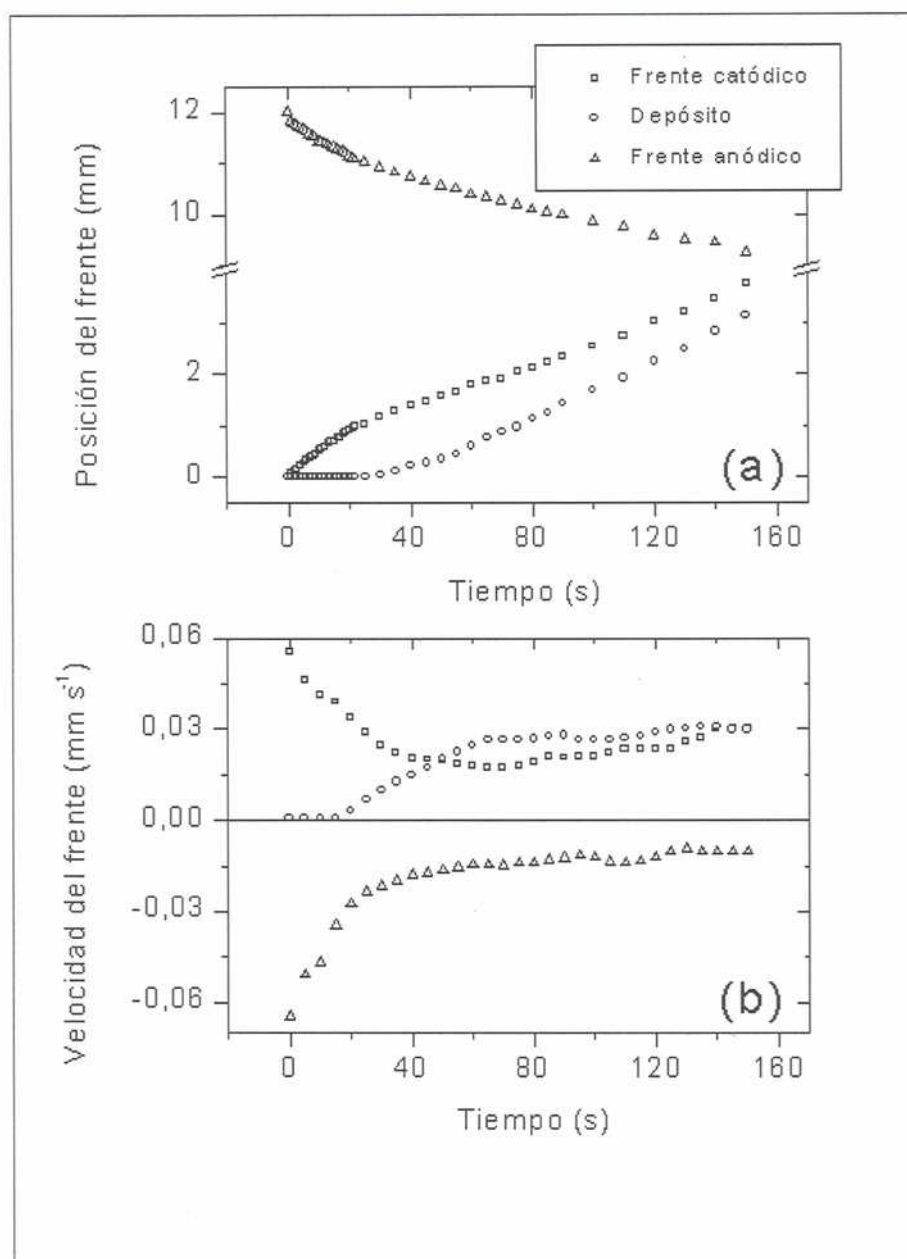 Frente catódico
Depósito
Frente anódico
12
10
2
0
Posición del frente (mm)
(a)
0 40 80 120 160
Tiempo (s)
0,06
0,03
0,00
-0,03
-0,06
Velocidad del frente (mm s⁻¹)
(b)
0 40 80 120 160
Tiempo (s)